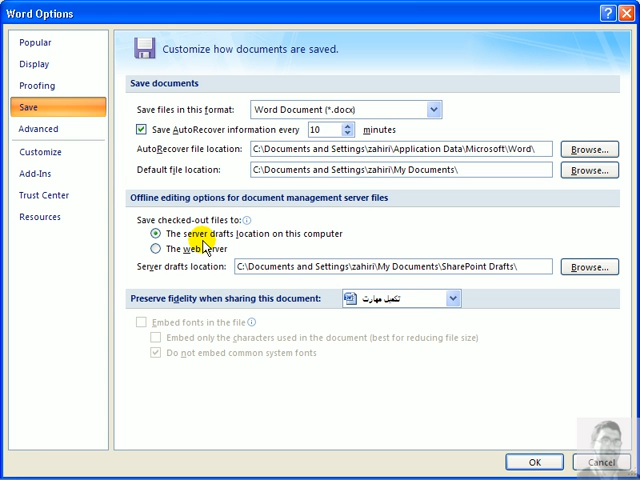 Word Options
Popular
Display
Proofing
Save
Advanced
Customize
Add-Ins
Trust Center
Resources
Customize how documents are saved.
Save documents
Save files in this format: Word Document (*.docx)
Save AutoRecover information every 10 minutes
AutoRecover file location: C:\Documents and Settings\zahiri\Application Data\Microsoft\Word\ Browse...
Default file location: C:\Documents and Settings\zahiri\My Documents\ Browse...
Offline editing options for document management server files
Save checked-out files to:
The server drafts location on this computer
The web server
Server drafts location: C:\Documents and Settings\zahiri\My Documents\SharePoint Drafts\ Browse...
Preserve fidelity when sharing this document: تکمیل مهارت
Embed fonts in the file
Embed only the characters used in the document (best for reducing file size)
Do not embed common system fonts
OK Cancel